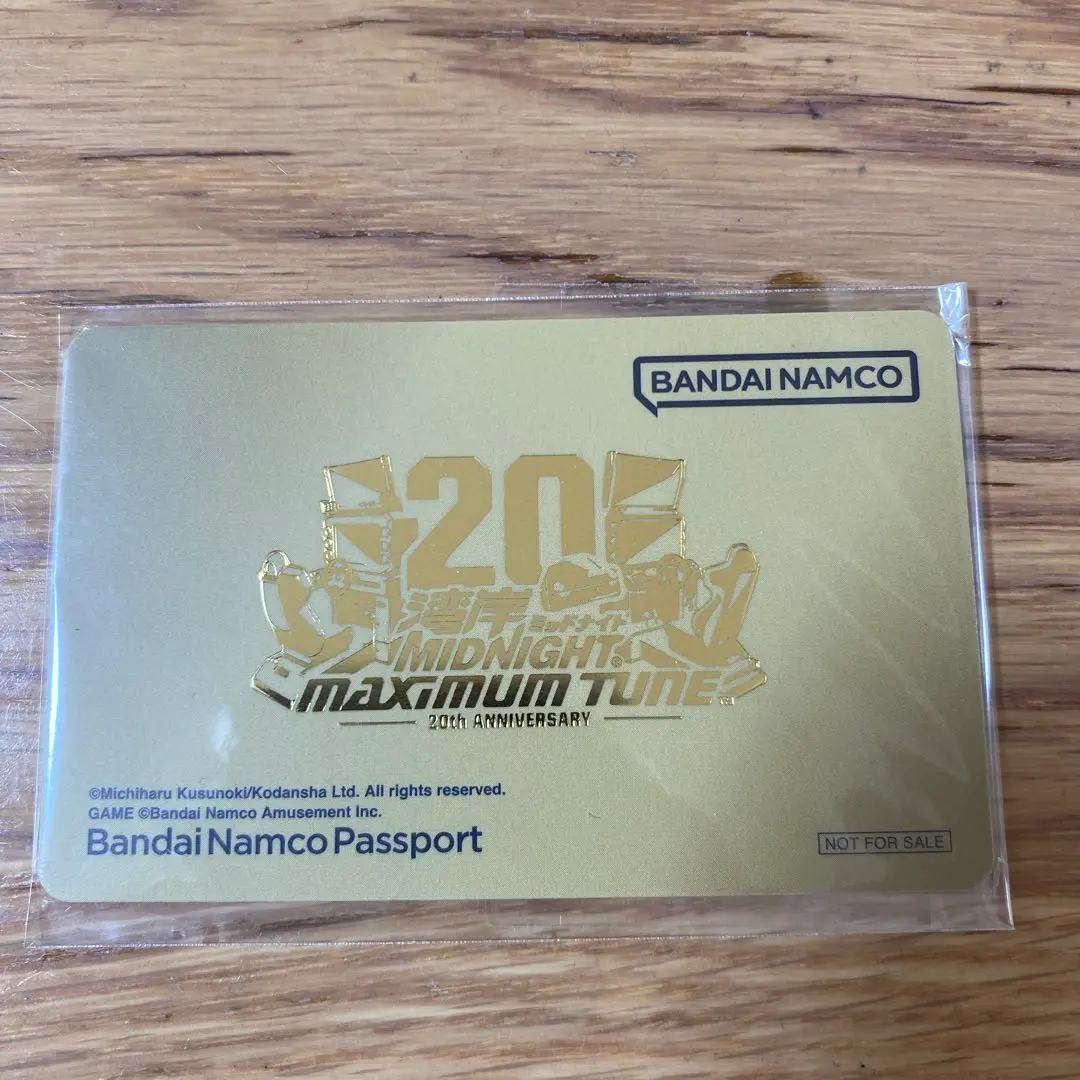 BANDAI NAMCO
20
湾岸 ミッドナイト
MIDNIGHT®
MAXIMUM TUNE™
20th ANNIVERSARY
©Michiharu Kusunoki/Kodansha Ltd. All rights reserved.
GAME ©Bandai Namco Amusement Inc.
Bandai Namco Passport
NOT FOR SALE